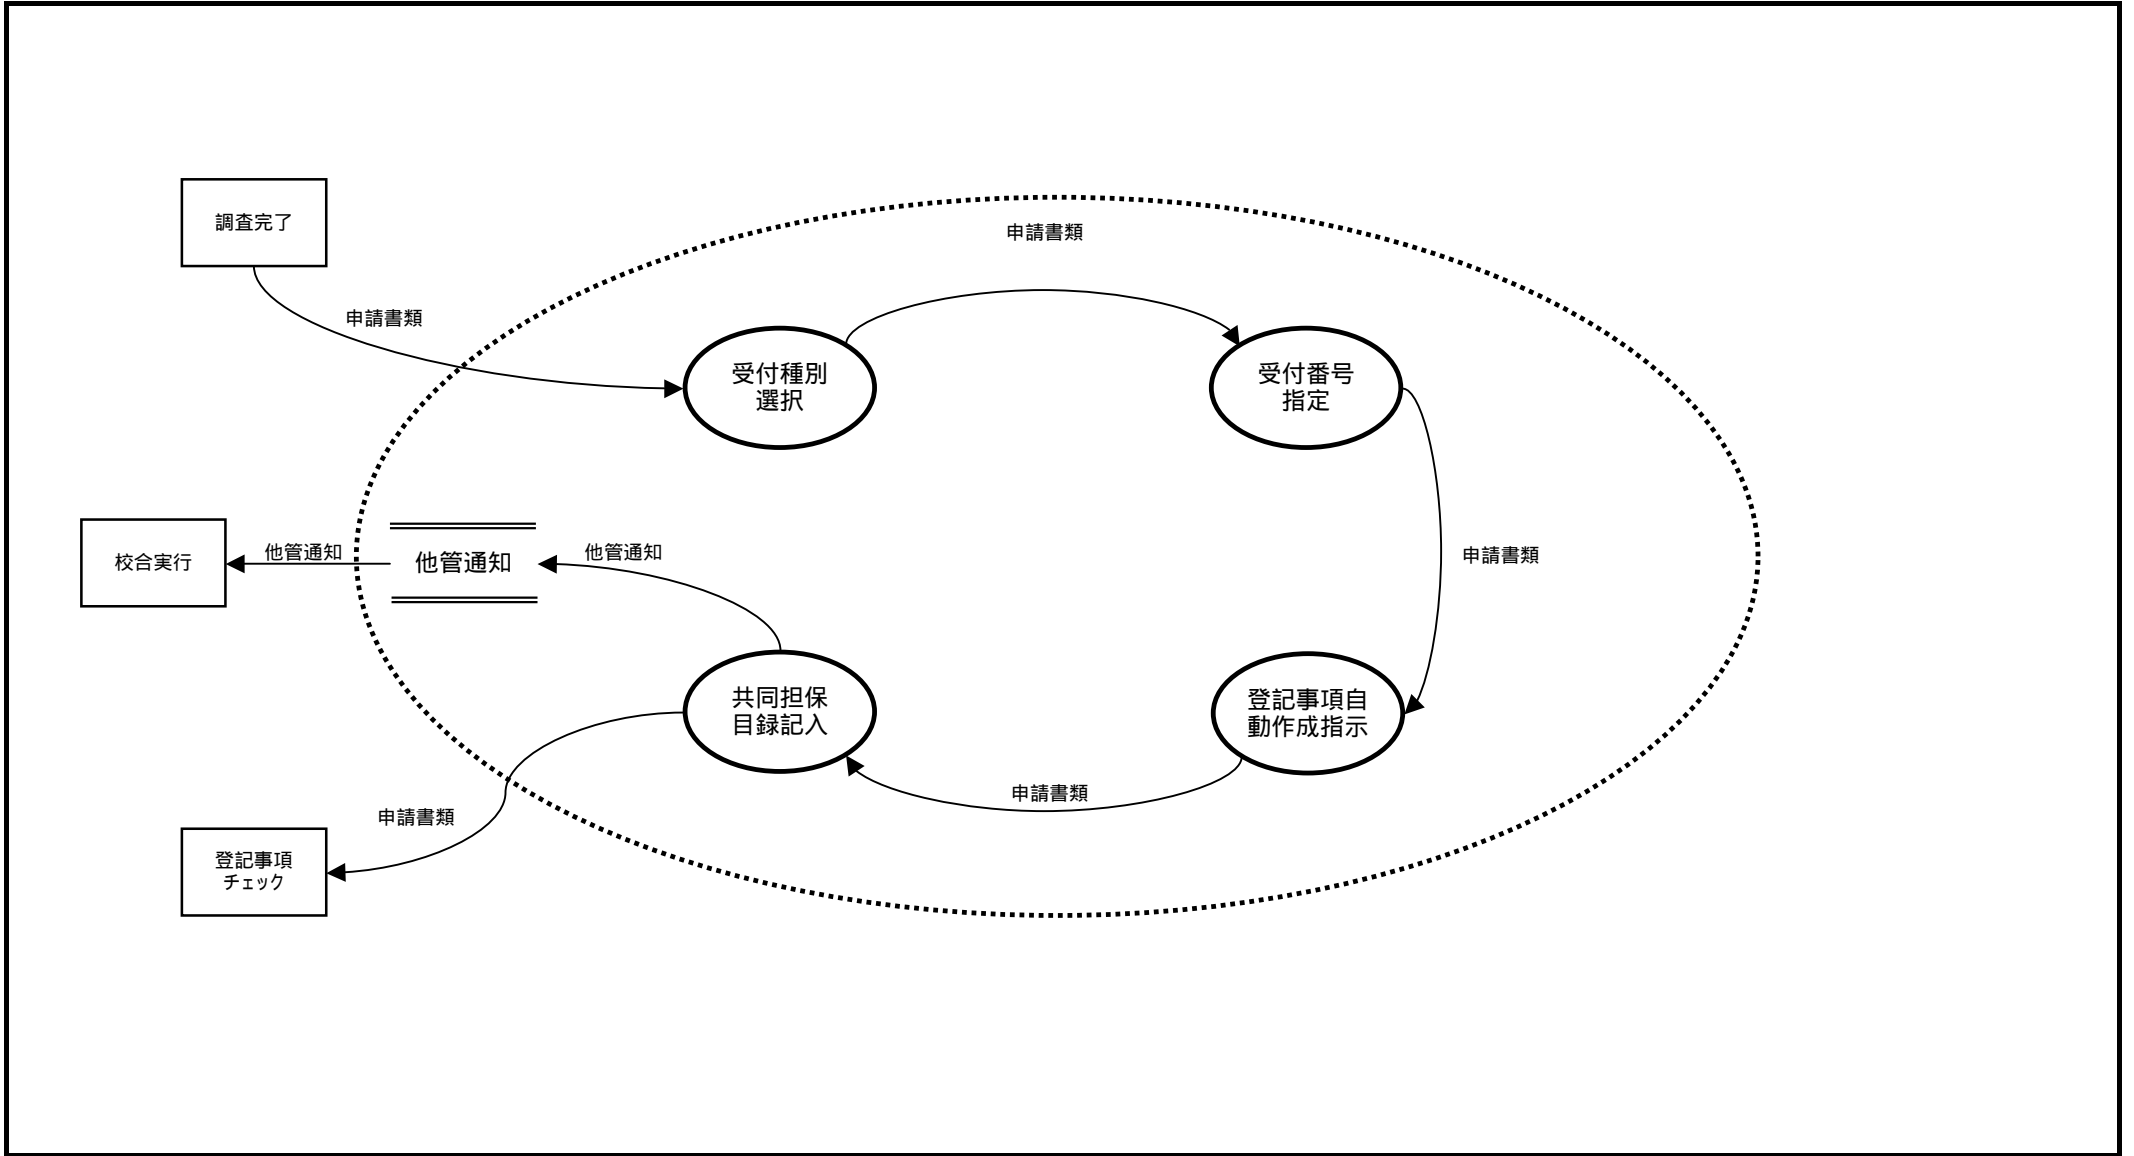 調査完了
申請書類
申請書類
受付種別
選択
受付番号
指定
校合実行
他管通知
他管通知
他管通知
申請書類
共同担保
目録記入
登記事項自
動作成指示
申請書類
申請書類
登記事項
チェック